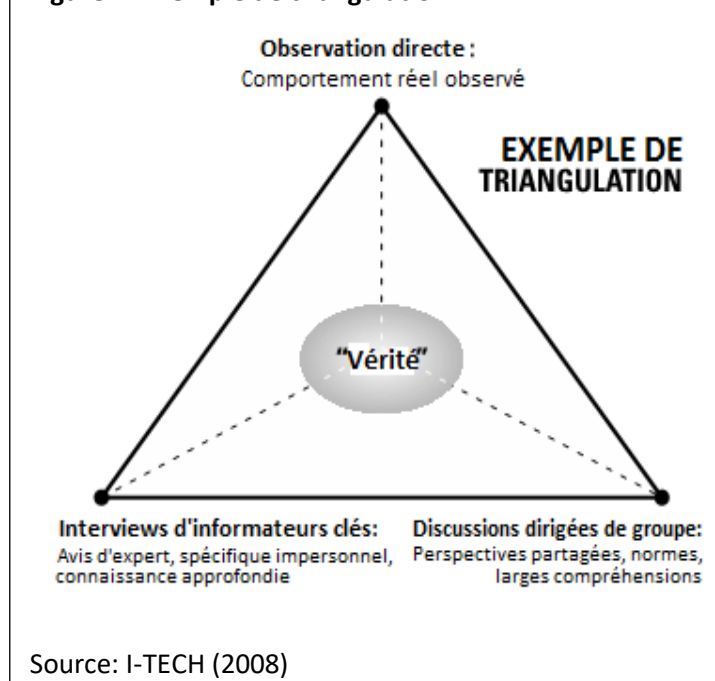 Observation directe :
Comportement réel observé
EXEMPLE DE
TRIANGULATION
“Vérité”
Interviews d'informateurs clés:
Avis d'expert, spécifique impersonnel,
connaissance approfondie
Discussions dirigées de groupe:
Perspectives partagées, normes,
larges compréhensions
Source: I-TECH (2008)